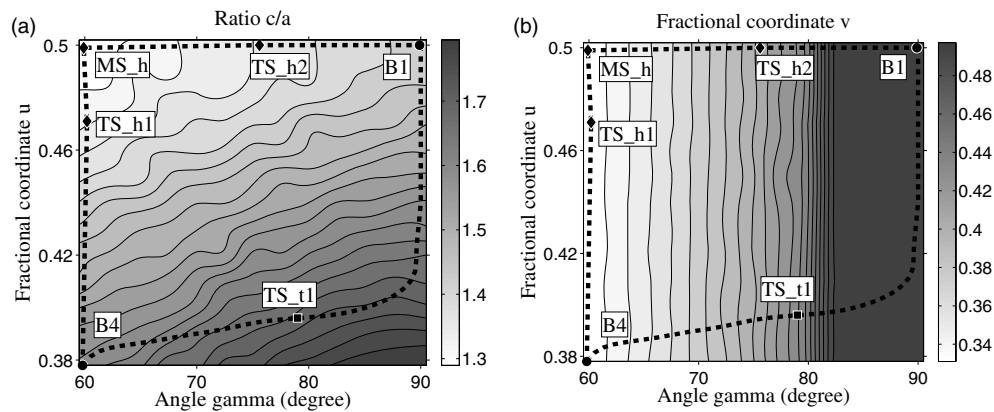 (a)
Ratio c/a
Fractional coordinate u
0.5
0.46
0.42
0.38
MS_h
TS_h2
B1
TS_h1
TS_t1
B4
60
70
80
90
Angle gamma (degree)
1.7
1.6
1.5
1.4
1.3
(b)
Fractional coordinate v
Fractional coordinate u
0.5
0.46
0.42
0.38
MS_h
TS_h2
B1
TS_h1
TS_t1
B4
60
70
80
90
Angle gamma (degree)
0.48
0.46
0.44
0.42
0.4
0.38
0.36
0.34